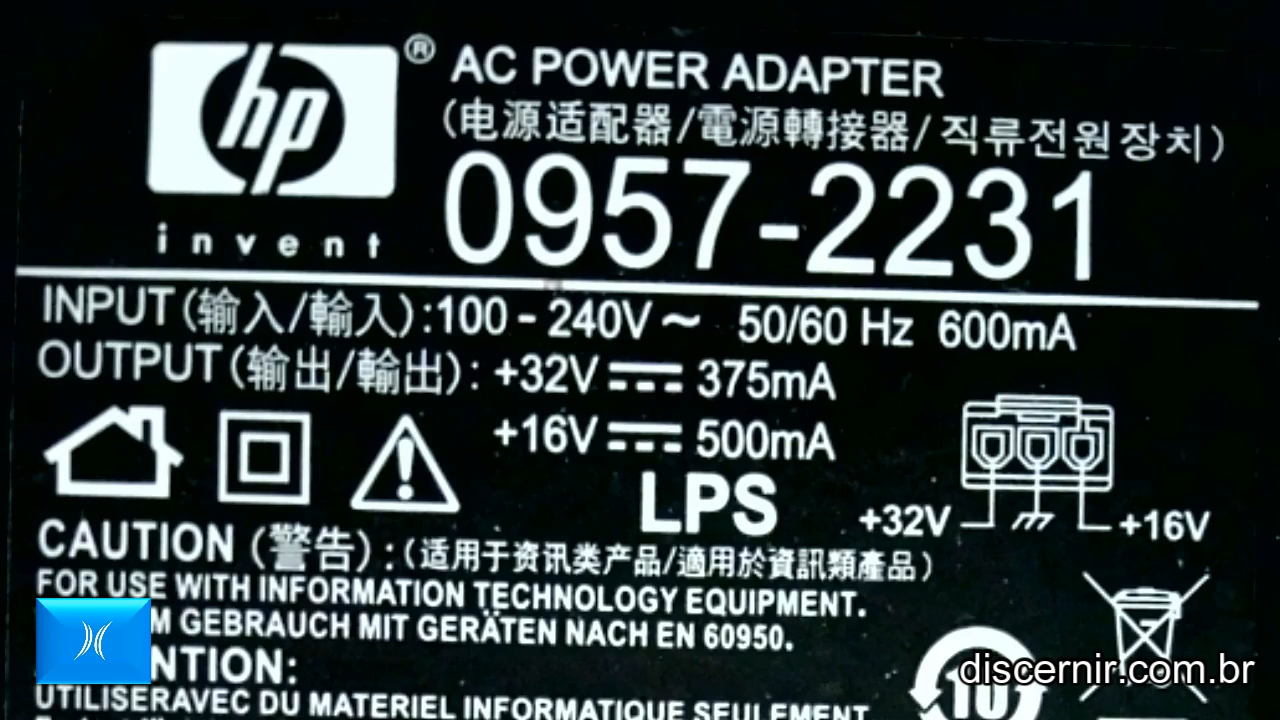 hp ® AC POWER ADAPTER
(电源适配器/電源轉接器/직류전원장치)
invent 0957-2231
INPUT(输入/輸入):100 - 240V ~ 50/60 Hz 600mA
OUTPUT(输出/輸出): +32V ⎓ 375mA
+16V ⎓ 500mA
LPS
+32V +16V
CAUTION (警告) : (适用于资讯类产品/適用於資訊類產品)
FOR USE WITH INFORMATION TECHNOLOGY EQUIPMENT.
M GEBRAUCH MIT GERÄTEN NACH EN 60950.
NTION:
UTILISERAVEC DU MATERIEL INFORMATIQUE SEULEMENT
10
discernir.com.br